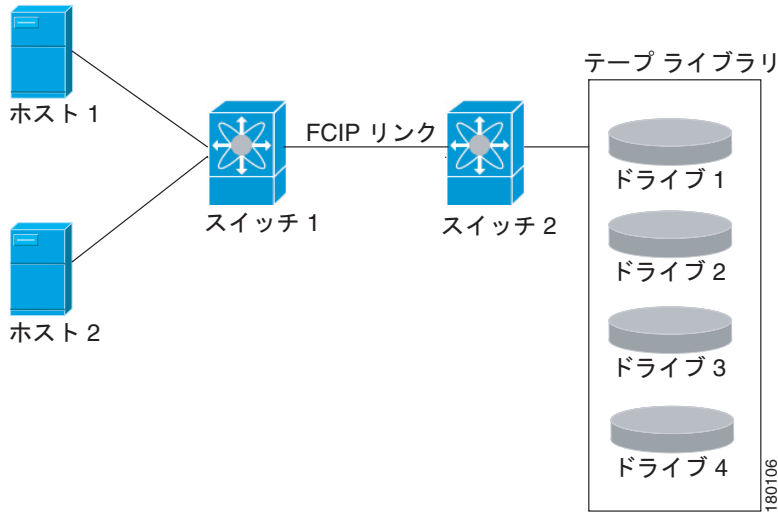 テープ ライブラリ
ホスト 1
FCIP リンク
ドライブ 1
スイッチ 1
スイッチ 2
ドライブ 2
ホスト 2
ドライブ 3
ドライブ 4
180106